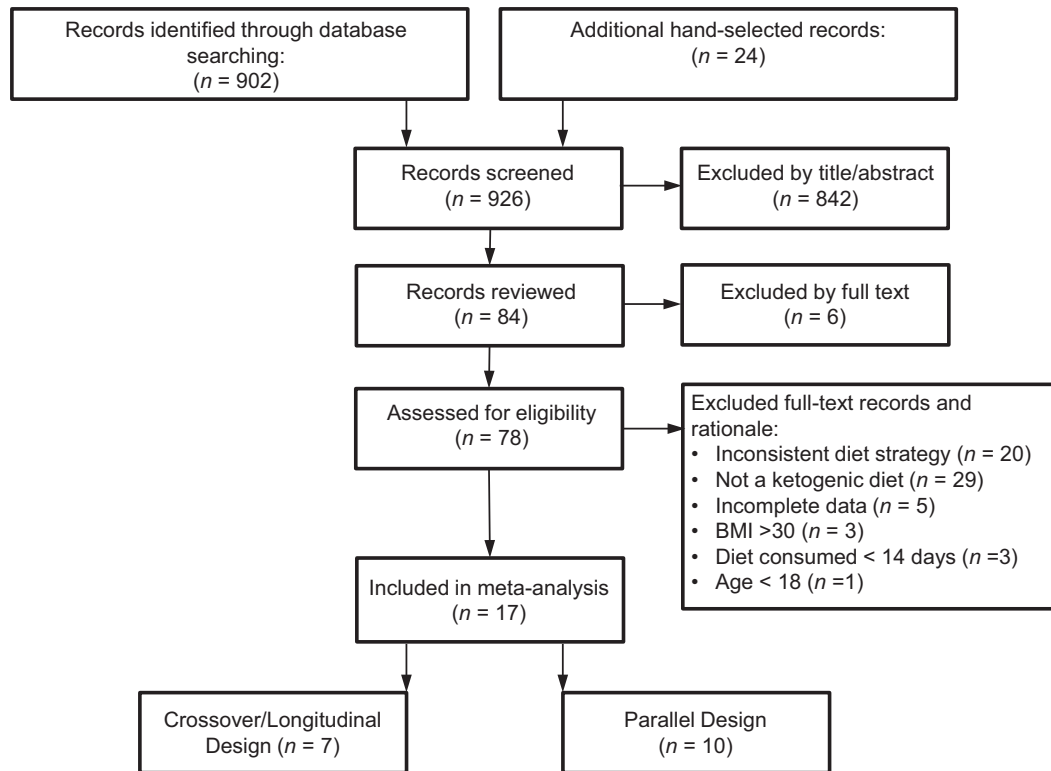 Records identified through database
searching:
(n = 902)
Additional hand-selected records:
(n = 24)
Records screened
(n = 926)
Excluded by title/abstract
(n = 842)
Records reviewed
(n = 84)
Excluded by full text
(n = 6)
Assessed for eligibility
(n = 78)
Excluded full-text records and
rationale:
• Inconsistent diet strategy (n = 20)
• Not a ketogenic diet (n = 29)
• Incomplete data (n = 5)
• BMI >30 (n = 3)
• Diet consumed < 14 days (n =3)
• Age < 18 (n =1)
Included in meta-analysis
(n = 17)
Crossover/Longitudinal
Design (n = 7)
Parallel Design
(n = 10)